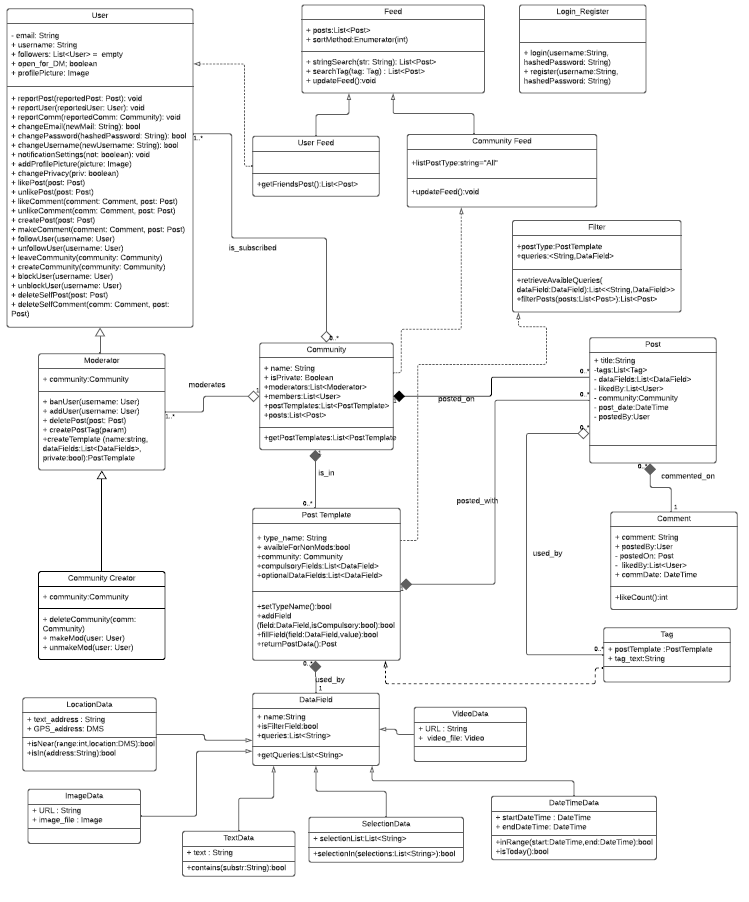 User
- email: String
+ username: String
+ followers: List<User> = empty
+ open_for_DM; boolean
+ profilePicture: Image
+ reportPost(reportedPost: Post): void
+ reportUser(reportedUser: User): void
+ reportComm(reportedComm: Community): void
+ changeEmail(newMail: String): bool
+ changePassword(hashedPassword: String): bool
+ changeUsername(newUsername: String): bool
+ notificationSettings(not: boolean): void
+ addProfilePicture(picture: Image)
+ changePrivacy(priv: boolean)
+ likePost(post: Post)
+ unlikePost(post: Post)
+ likeComment(comment: Comment, post: Post)
+ unlikeComment(comm: Comment, post: Post)
+ createPost(post: Post)
+ makeComment(comment: Comment, post: Post)
+ followUser(username: User)
+ unfollowUser(username: User)
+ leaveCommunity(community: Community)
+ createCommunity(community: Community)
+ blockUser(username: User)
+ unblockUser(username: User)
+ deleteSelfPost(post: Post)
+ deleteSelfComment(comm: Comment, post:
Post)
Feed
+ posts:List<Post>
+ sortMethod:Enumerator(int)
+ stringSearch(str: String): List<Post>
+ searchTag(tag: Tag) : List<Post>
+ updateFeed():void
Login_Register
+ login(username:String,
hashedPassword: String)
+ register(username:String,
hashedPassword: String)
User Feed
+getFriendsPost():List<Post>
Community Feed
+listPostType:string="All"
+updateFeed():void
1..*
is_subscribed
0..*
Filter
+postType:PostTemplate
+queries:<String,DataField>
+retrieveAvaibleQueries(
dataField:DataField):List<<String,DataField>>
+filterPosts(posts:List<Post>):List<Post>
Moderator
+ community:Community
+ banUser(username: User)
+ addUser(username: User)
+ deletePost(post: Post)
+ createPostTag(param)
+createTemplate (name:string,
dataFields:List<DataFields>,
private:bool):PostTemplate
moderates
1..*
1
Community
+ name: String
+ isPrivate: Boolean
+moderators:List<Moderator>
+members:List<User>
+postTemplates:List<PostTemplate>
+posts:List<Post>
+getPostTemplates:List<PostTemplate
posted_on
0..*
0..*
0..*
Post
+ title:String
-tags:List<Tag>
- dataFields:List<DataField>
- likedBy:List<User>
- community:Community
- post_date:DateTime
- postedBy:User
is_in
0..*
posted_with
0..*
commented_on
1
Comment
+ comment: String
+ postedBy:User
- postedOn: Post
- likedBy:List<User>
+ commDate: DateTime
+likeCount():int
used_by
Post Template
+ type_name: String
+ avaibleForNonMods:bool
+community: Community
+compulsoryFields:List<DataField>
+optionalDataFields:List<DataField>
+setTypeName():bool
+addField
(field:DataField,isCompulsory:bool):bool
+fillField(field:DataField,value):bool
+returnPostData():Post
1
Community Creator
+ community:Community
+ deleteCommunity(comm:
Community)
+ makeMod(user: User)
+ unmakeMod(user: User)
Tag
0..*
+ postTemplate :PostTemplate
+ tag_text:String
0..*
used_by
1
DataField
+ name:String
+isFilterField:bool
+queries:List<String>
+getQueries:List<String>
LocationData
+ text_address : String
+ GPS_address: DMS
+isNear(range:int,location:DMS):bool
+isIn(address:String):bool
VideoData
+ URL : String
+ video_file: Video
ImageData
+ URL : String
+ image_file : Image
TextData
+ text : String
+contains(substr:String):bool
SelectionData
+ selectionList:List<String>
+selectionIn(selections:List<String>):bool
DateTimeData
+ startDateTime : DateTime
+ endDateTime: DateTime
+inRange(start:DateTime,end:DateTime):bool
+isToday():bool